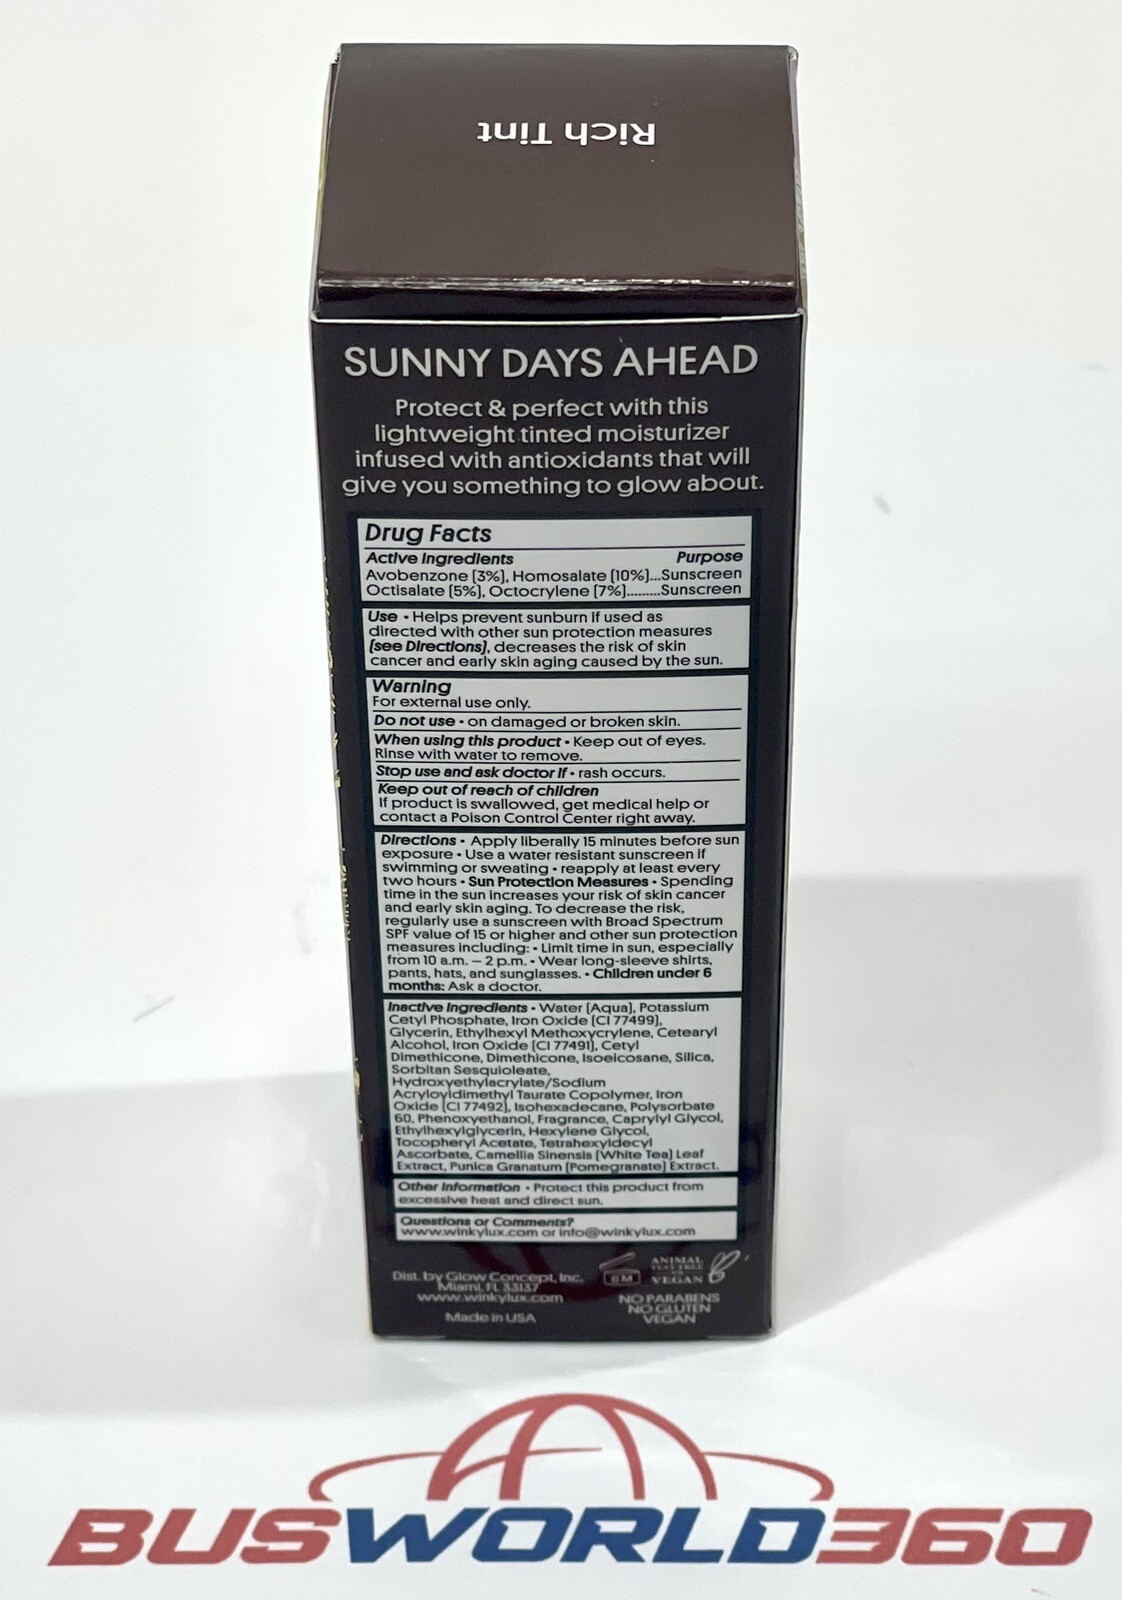 Rich Tint
SUNNY DAYS AHEAD
Protect & perfect with this
lightweight tinted moisturizer
infused with antioxidants that will
give you something to glow about.
Drug Facts
Active Ingredients Purpose
Avobenzone (3%), Homosalate (10%)...Sunscreen
Octisalate (5%), Octocrylene (7%).........Sunscreen
Use • Helps prevent sunburn if used as
directed with other sun protection measures
(see Directions), decreases the risk of skin
cancer and early skin aging caused by the sun.
Warning
For external use only.
Do not use • on damaged or broken skin.
When using this product • Keep out of eyes.
Rinse with water to remove.
Stop use and ask doctor if • rash occurs.
Keep out of reach of children
If product is swallowed, get medical help or
contact a Poison Control Center right away.
Directions • Apply liberally 15 minutes before sun
exposure • Use a water resistant sunscreen if
swimming or sweating • reapply at least every
two hours • Sun Protection Measures • Spending
time in the sun increases your risk of skin cancer
and early skin aging. To decrease the risk,
regularly use a sunscreen with Broad Spectrum
SPF value of 15 or higher and other sun protection
measures including: • Limit time in sun, especially
from 10 a.m. – 2 p.m. • Wear long-sleeve shirts,
pants, hats, and sunglasses. • Children under 6
months: Ask a doctor.
Inactive Ingredients • Water (Aqua), Potassium
Cetyl Phosphate, Iron Oxide (CI 77499),
Glycerin, Ethylhexyl Methoxycrylene, Cetearyl
Alcohol, Iron Oxide (CI 77491), Cetyl
Dimethicone, Dimethicone, Isoeicosane, Silica,
Sorbitan Sesquioleate,
Hydroxyethylacrylate/Sodium
Acryloyldimethyl Taurate Copolymer, Iron
Oxide (CI 77492), Isohexadecane, Polysorbate
60, Phenoxyethanol, Fragrance, Caprylyl Glycol,
Ethylhexylglycerin, Hexylene Glycol,
Tocopheryl Acetate, Tetrahexyldecyl
Ascorbate, Camellia Sinensis (White Tea) Leaf
Extract, Punica Granatum (Pomegranate) Extract.
Other Information • Protect this product from
excessive heat and direct sun.
Questions or Comments?
www.winkylux.com or info@winkylux.com
Dist. by Glow Concept, Inc.
Miami, FL 33137
www.winkylux.com
Made in USA
6M
ANIMAL
TEST FREE
VEGAN
NO PARABENS
NO GLUTEN
VEGAN
BUSWORLD360